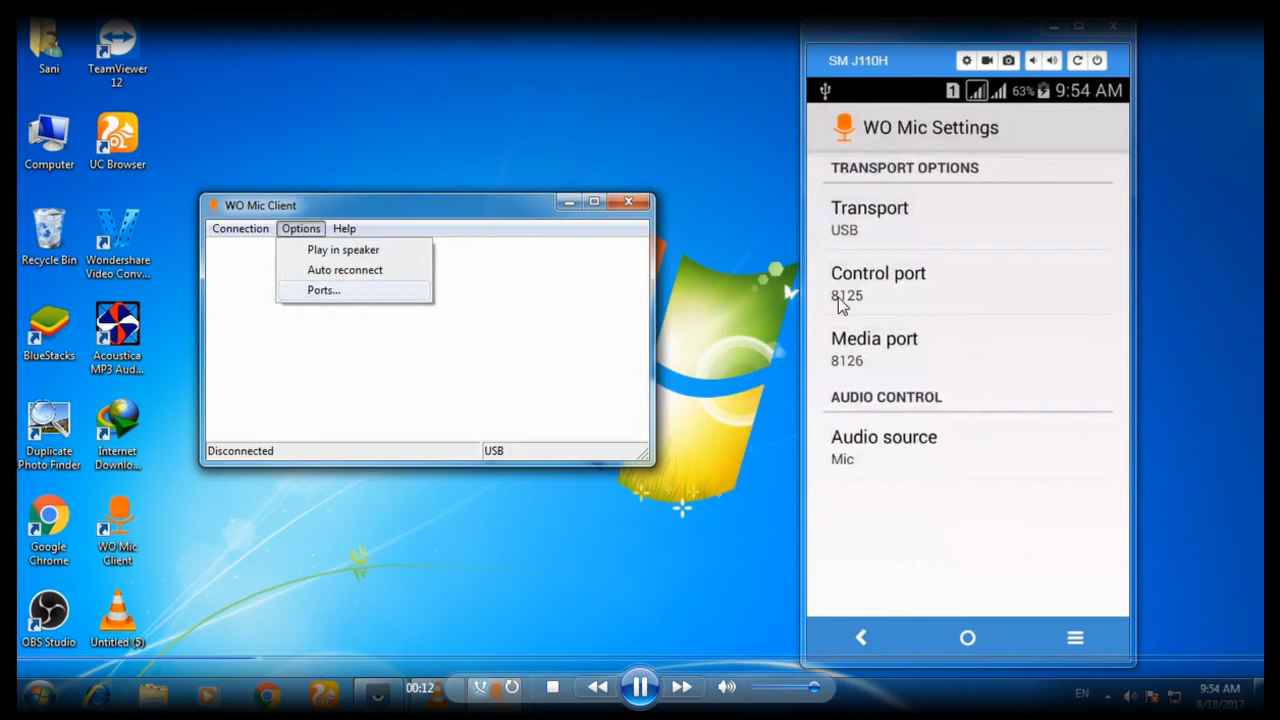 Sani
TeamViewer
12
Computer
UC Browser
Recycle Bin
Wondershare
Video Conv...
BlueStacks
Acoustica
MP3 Aud...
Duplicate
Photo Finder
Internet
Downlo...
Google
Chrome
WO Mic
Client
OBS Studio
Untitled (5)
WO Mic Client
Connection
Options
Help
Play in speaker
Auto reconnect
Ports...
Disconnected
USB
SM J110H
1
63%
9:54 AM
WO Mic Settings
TRANSPORT OPTIONS
Transport
USB
Control port
8125
Media port
8126
AUDIO CONTROL
Audio source
Mic
00:12
EN
9:54 AM
8/18/2017